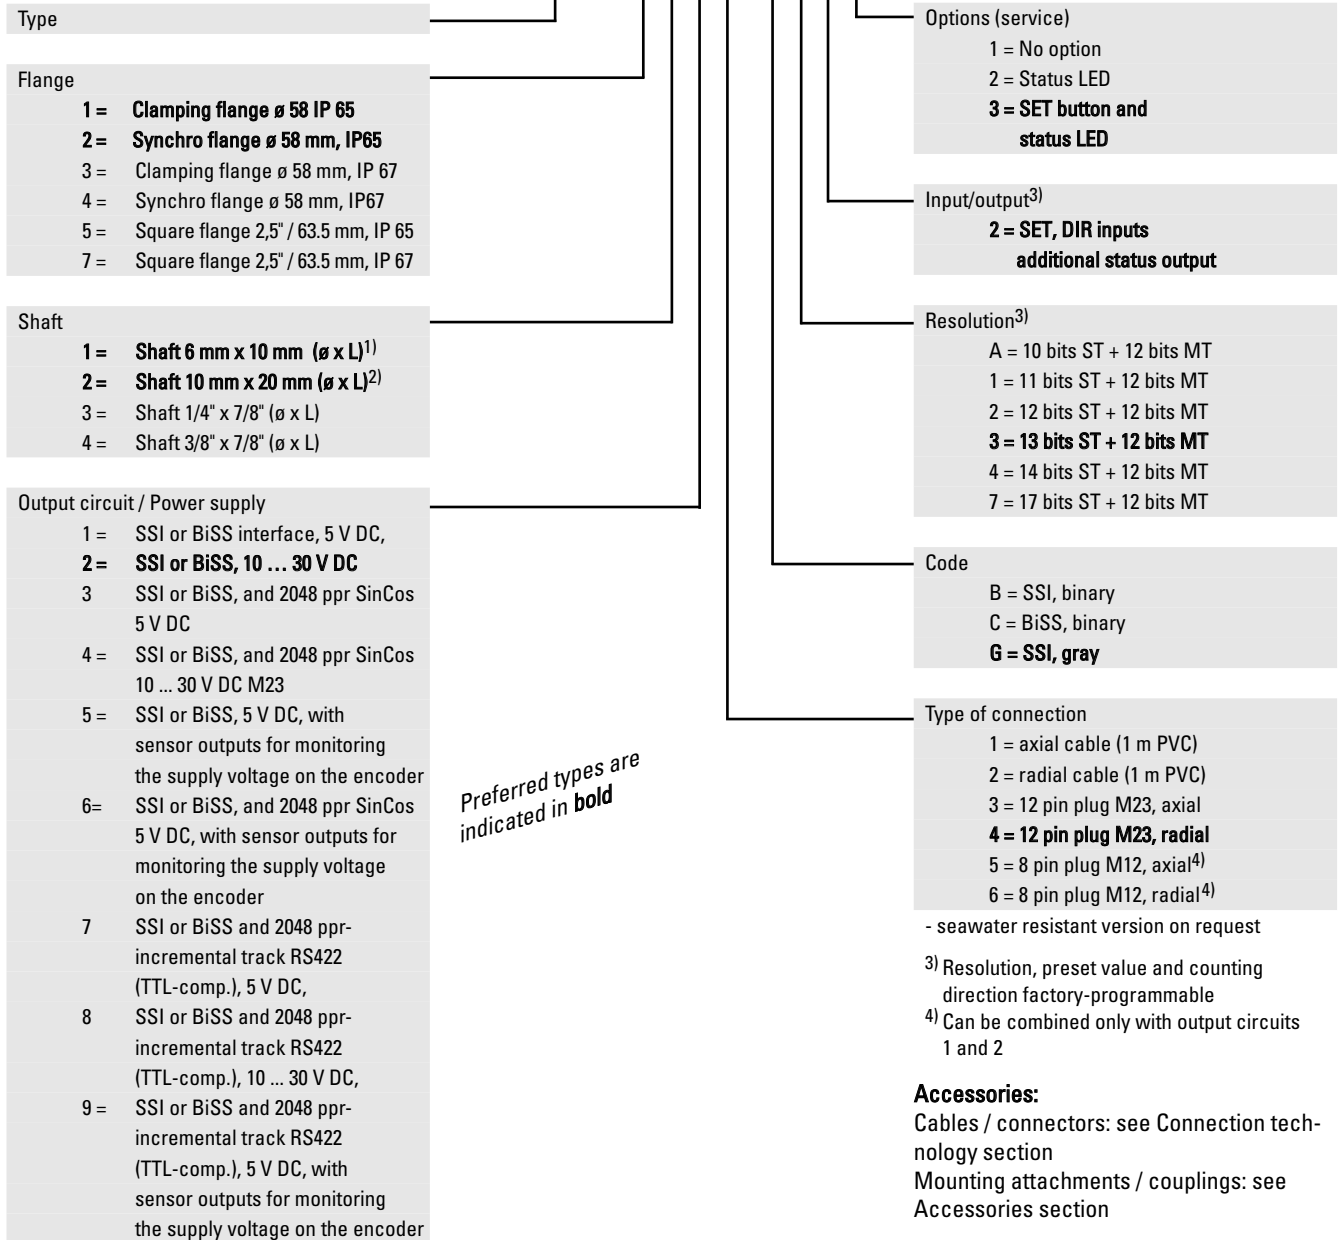 Type
Flange
1 = Clamping flange ø 58 IP 65
2 = Synchro flange ø 58 mm, IP65
3 = Clamping flange ø 58 mm, IP 67
4 = Synchro flange ø 58 mm, IP67
5 = Square flange 2,5" / 63.5 mm, IP 65
7 = Square flange 2,5" / 63.5 mm, IP 67
Shaft
1 = Shaft 6 mm x 10 mm (ø x L)1)
2 = Shaft 10 mm x 20 mm (ø x L)2)
3 = Shaft 1/4" x 7/8" (ø x L)
4 = Shaft 3/8" x 7/8" (ø x L)
Output circuit / Power supply
1 = SSI or BiSS interface, 5 V DC,
2 = SSI or BiSS, 10 … 30 V DC
3 SSI or BiSS, and 2048 ppr SinCos
5 V DC
4 = SSI or BiSS, and 2048 ppr SinCos
10 ... 30 V DC M23
5 = SSI or BiSS, 5 V DC, with
sensor outputs for monitoring
the supply voltage on the encoder
6= SSI or BiSS, and 2048 ppr SinCos
5 V DC, with sensor outputs for
monitoring the supply voltage
on the encoder
7 SSI or BiSS and 2048 ppr-
incremental track RS422
(TTL-comp.), 5 V DC,
8 SSI or BiSS and 2048 ppr-
incremental track RS422
(TTL-comp.), 10 ... 30 V DC,
9 = SSI or BiSS and 2048 ppr-
incremental track RS422
(TTL-comp.), 5 V DC, with
sensor outputs for monitoring
the supply voltage on the encoder
Preferred types are
indicated in bold
Options (service)
1 = No option
2 = Status LED
3 = SET button and
status LED
Input/output3)
2 = SET, DIR inputs
additional status output
Resolution3)
A = 10 bits ST + 12 bits MT
1 = 11 bits ST + 12 bits MT
2 = 12 bits ST + 12 bits MT
3 = 13 bits ST + 12 bits MT
4 = 14 bits ST + 12 bits MT
7 = 17 bits ST + 12 bits MT
Code
B = SSI, binary
C = BiSS, binary
G = SSI, gray
Type of connection
1 = axial cable (1 m PVC)
2 = radial cable (1 m PVC)
3 = 12 pin plug M23, axial
4 = 12 pin plug M23, radial
5 = 8 pin plug M12, axial4)
6 = 8 pin plug M12, radial4)
- seawater resistant version on request
3) Resolution, preset value and counting
direction factory-programmable
4) Can be combined only with output circuits
1 and 2
Accessories:
Cables / connectors: see Connection tech-
nology section
Mounting attachments / couplings: see
Accessories section